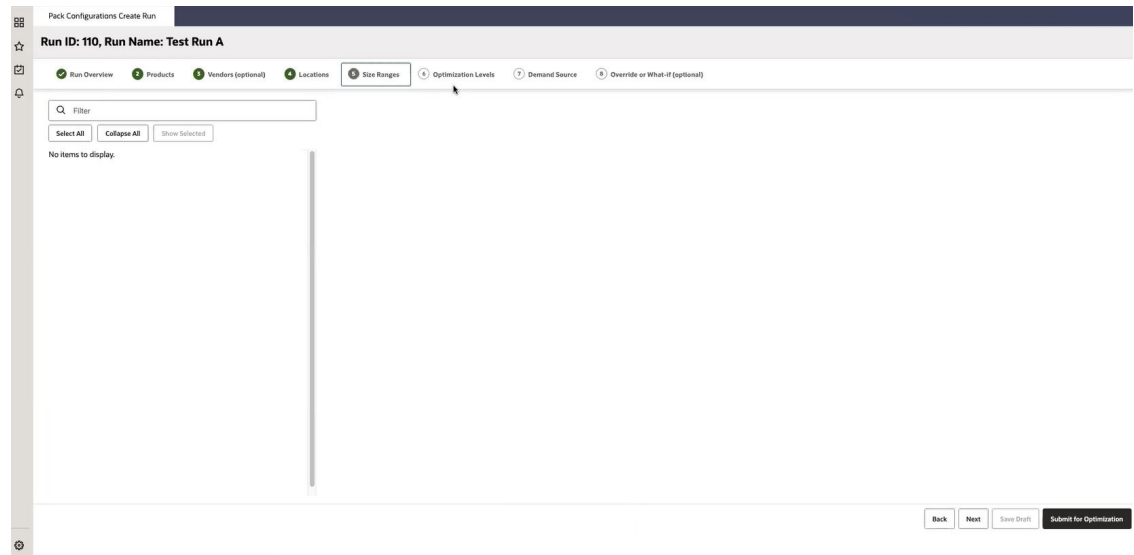 Pack Configurations Create Run
Run ID: 110, Run Name: Test Run A
Run Overview 2 Products 3 Vendors (optional) 4 Locations 5 Size Ranges 6 Optimization Levels 7 Demand Source 8 Override or What-if (optional)
Filter
Select All Collapse All Show Selected
No items to display.
Back Next Save Draft Submit for Optimization